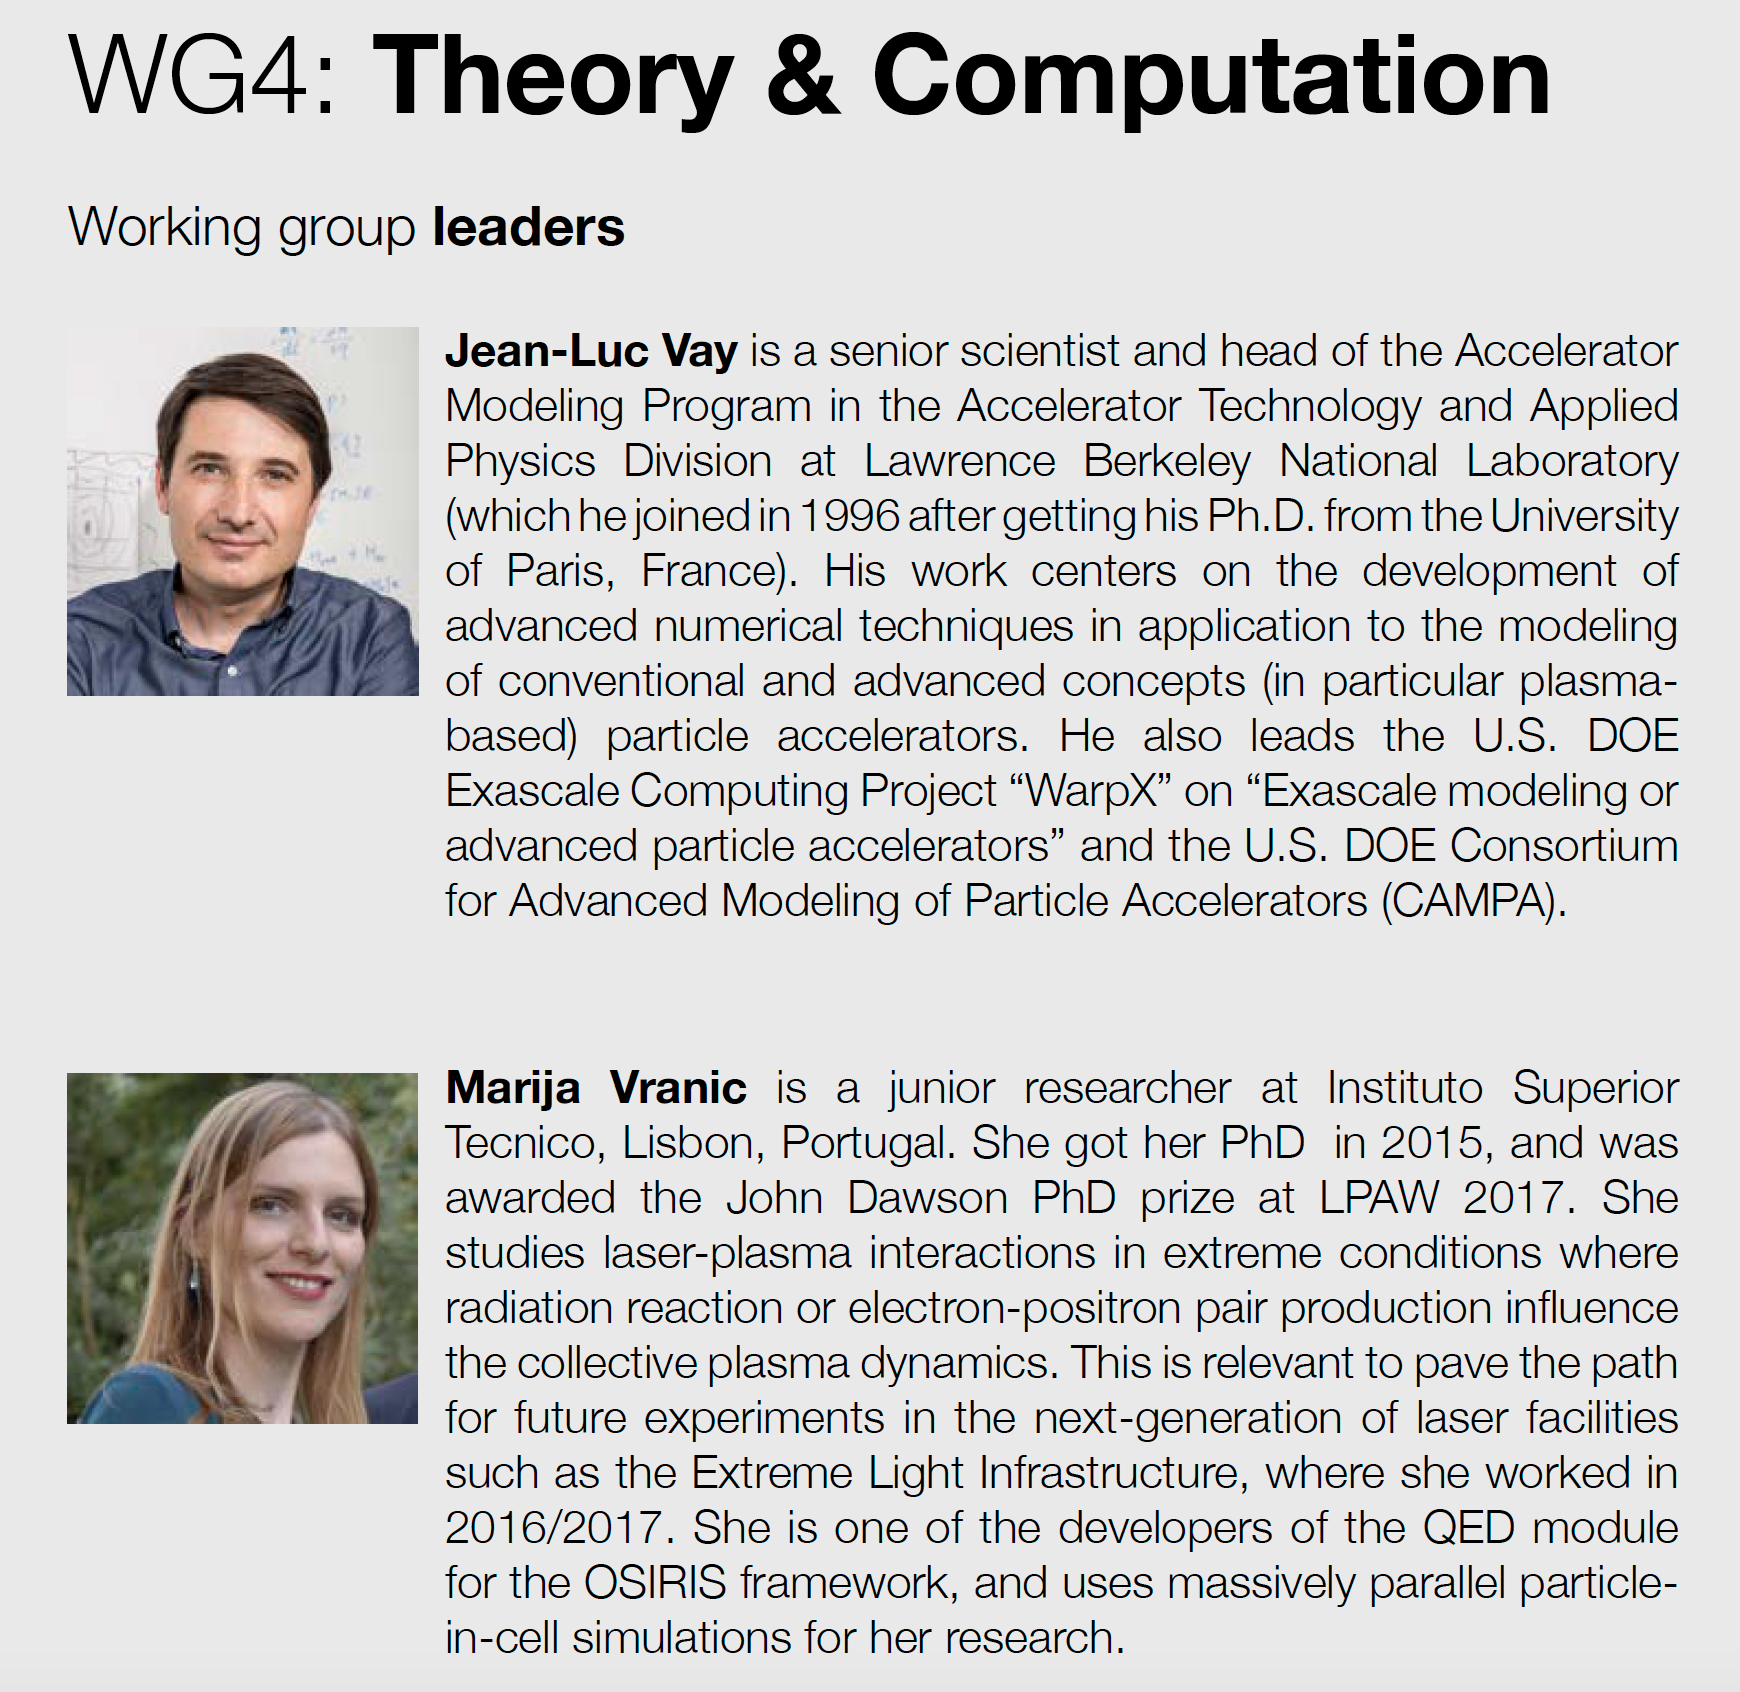 WG4: Theory & Computation
Working group leaders
Jean-Luc Vay is a senior scientist and head of the Accelerator
Modeling Program in the Accelerator Technology and Applied
Physics Division at Lawrence Berkeley National Laboratory
(which he joined in 1996 after getting his Ph.D. from the University
of Paris, France). His work centers on the development of
advanced numerical techniques in application to the modeling
of conventional and advanced concepts (in particular plasma-
based) particle accelerators. He also leads the U.S. DOE
Exascale Computing Project “WarpX” on “Exascale modeling or
advanced particle accelerators” and the U.S. DOE Consortium
for Advanced Modeling of Particle Accelerators (CAMPA).
Marija Vranic is a junior researcher at Instituto Superior
Tecnico, Lisbon, Portugal. She got her PhD in 2015, and was
awarded the John Dawson PhD prize at LPAW 2017. She
studies laser-plasma interactions in extreme conditions where
radiation reaction or electron-positron pair production influence
the collective plasma dynamics. This is relevant to pave the path
for future experiments in the next-generation of laser facilities
such as the Extreme Light Infrastructure, where she worked in
2016/2017. She is one of the developers of the QED module
for the OSIRIS framework, and uses massively parallel particle-
in-cell simulations for her research.